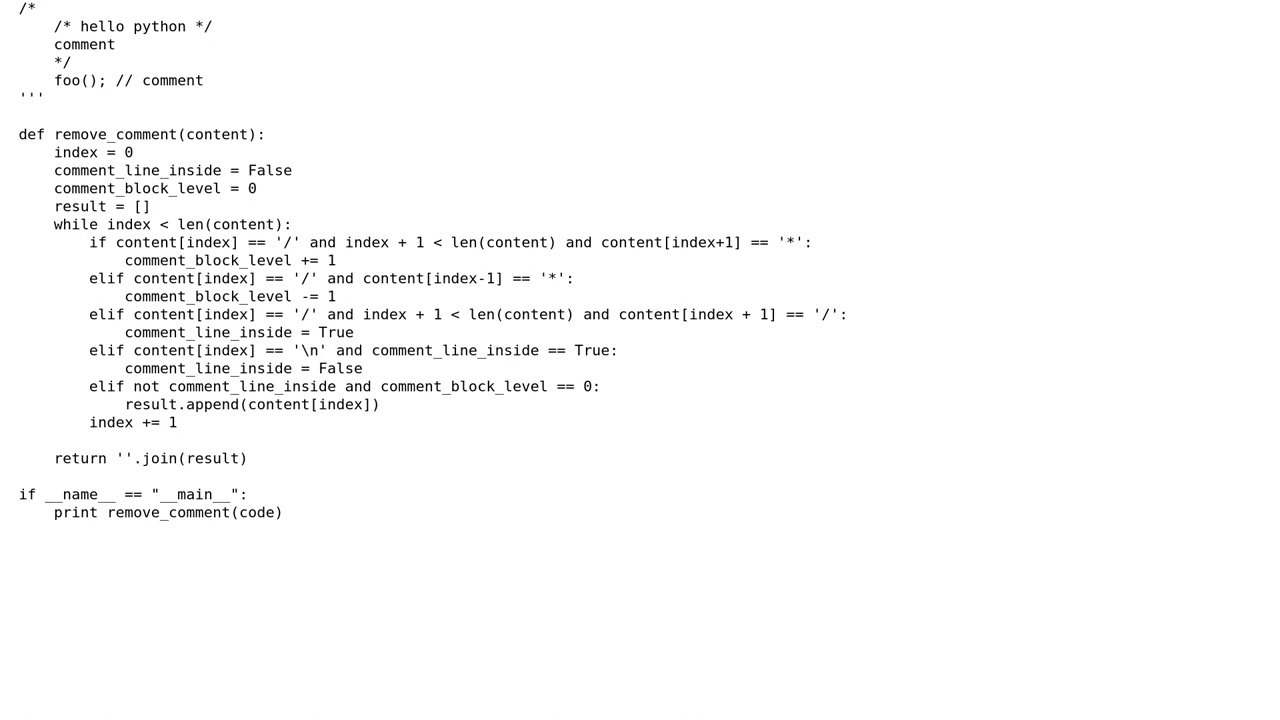 /*
    /* hello python */
    comment
    */
    foo(); // comment
'''

def remove_comment(content):
    index = 0
    comment_line_inside = False
    comment_block_level = 0
    result = []
    while index < len(content):
        if content[index] == '/' and index + 1 < len(content) and content[index+1] == '*':
            comment_block_level += 1
        elif content[index] == '/' and content[index-1] == '*':
            comment_block_level -= 1
        elif content[index] == '/' and index + 1 < len(content) and content[index + 1] == '/':
            comment_line_inside = True
        elif content[index] == '\n' and comment_line_inside == True:
            comment_line_inside = False
        elif not comment_line_inside and comment_block_level == 0:
            result.append(content[index])
        index += 1

    return ''.join(result)

if __name__ == "__main__":
    print remove_comment(code)